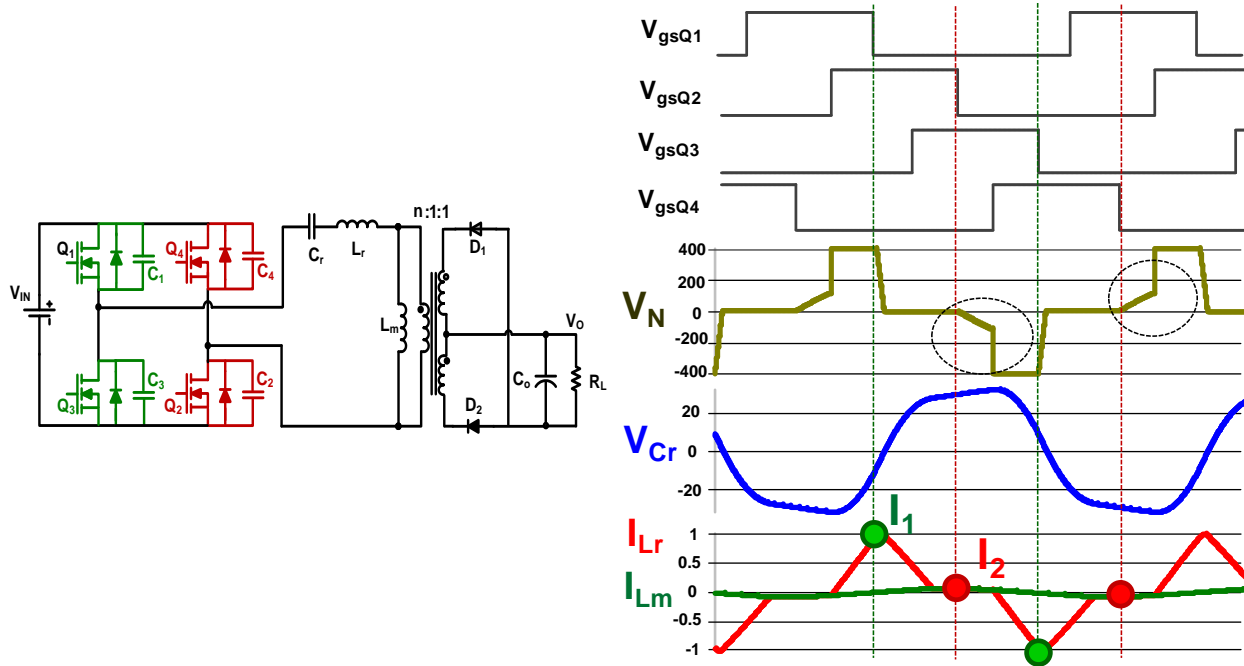 n:1:1
Cr
Lr
D1
Q1
C1
Q4
C4
VIN
+
-
Lm
VO
Co
RL
Q3
C3
Q2
C2
D2
VgsQ1
VgsQ2
VgsQ3
VgsQ4
VN
400
200
0
-200
-400
VCr
20
0
-20
ILr
ILm
1
0.5
0
-0.5
-1
I1
I2